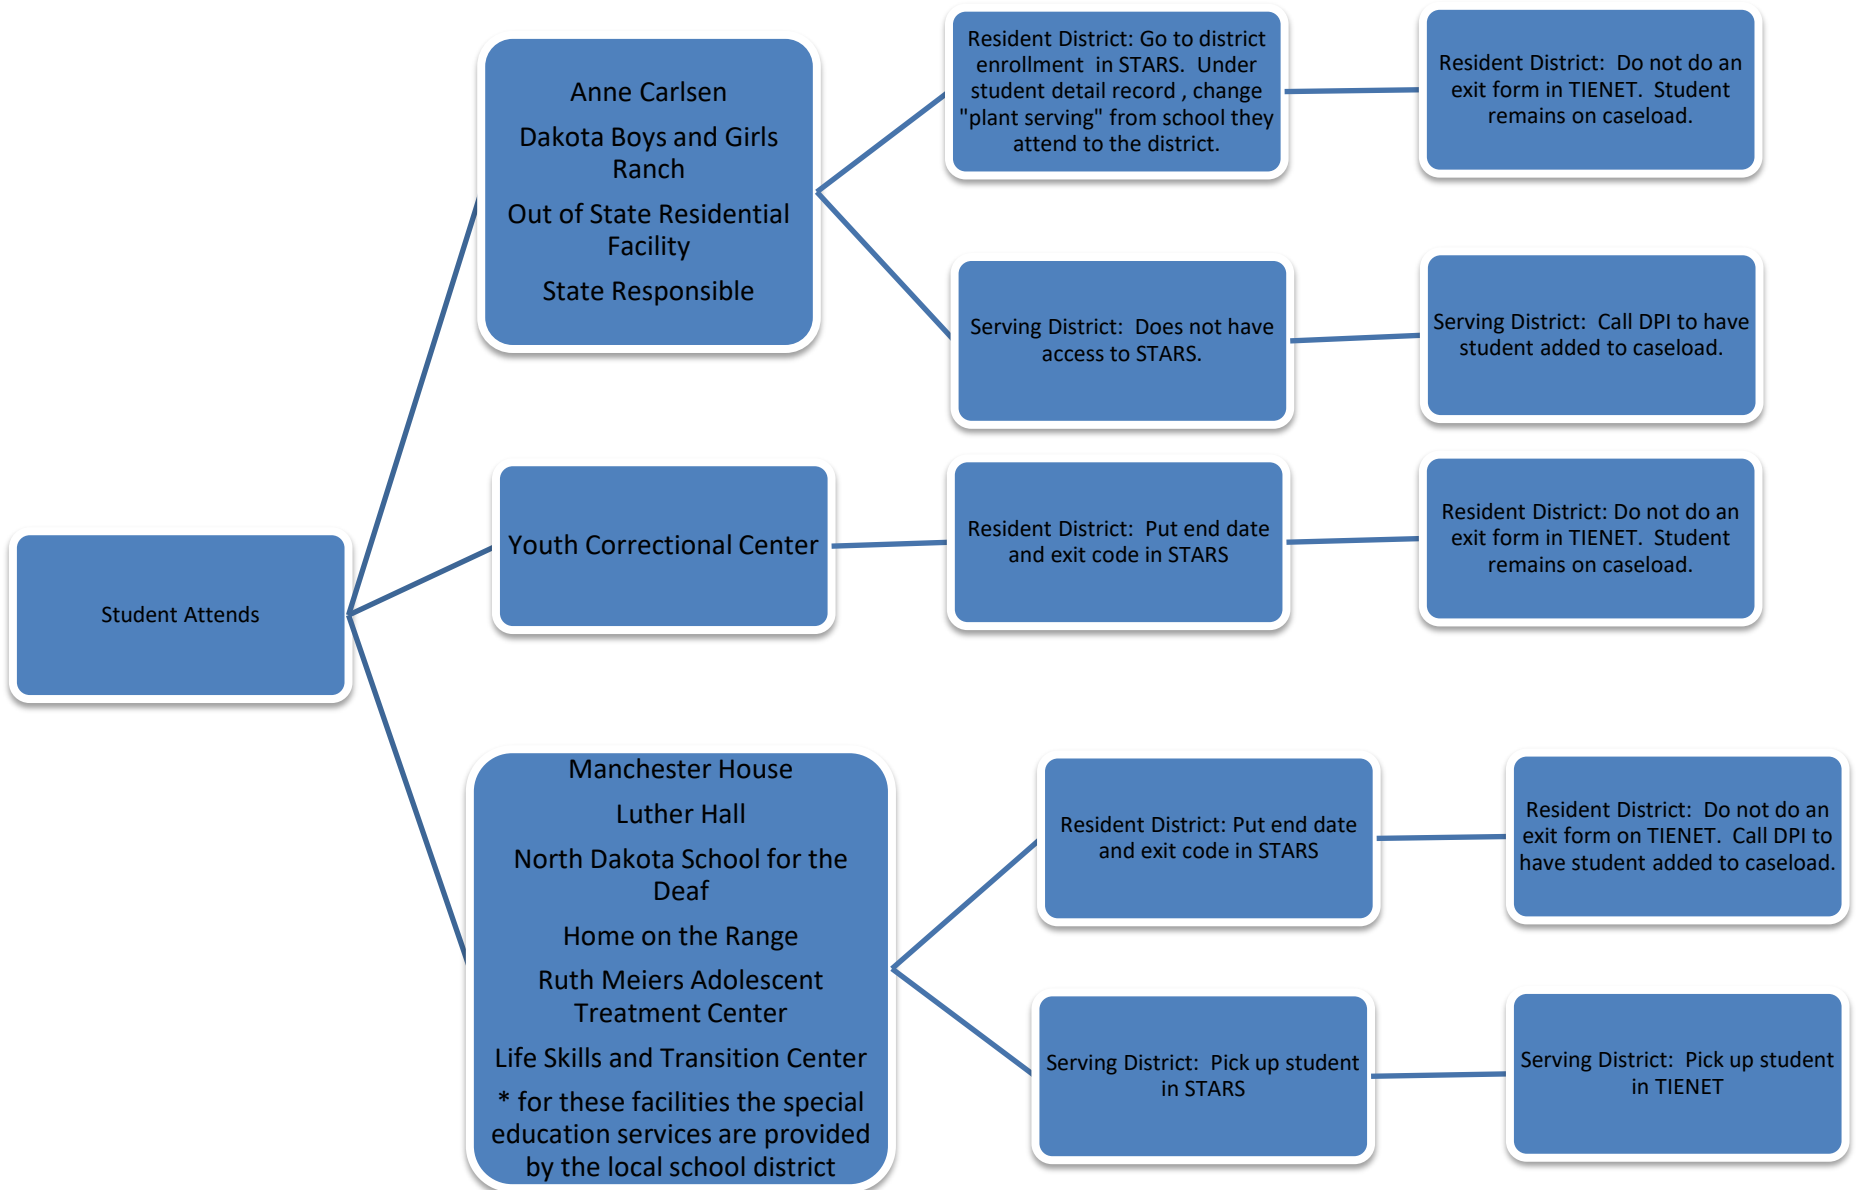 Student Attends
Anne Carlsen
Dakota Boys and Girls
Ranch
Out of State Residential
Facility
State Responsible
Resident District: Go to district
enrollment in STARS. Under
student detail record , change
"plant serving" from school they
attend to the district.
Resident District: Do not do an
exit form in TIENET. Student
remains on caseload.
Serving District: Does not have
access to STARS.
Serving District: Call DPI to have
student added to caseload.
Youth Correctional Center
Resident District: Put end date
and exit code in STARS
Resident District: Do not do an
exit form in TIENET. Student
remains on caseload.
Manchester House
Luther Hall
North Dakota School for the
Deaf
Home on the Range
Ruth Meiers Adolescent
Treatment Center
Life Skills and Transition Center
* for these facilities the special
education services are provided
by the local school district
Resident District: Put end date
and exit code in STARS
Resident District: Do not do an
exit form on TIENET. Call DPI to
have student added to caseload.
Serving District: Pick up student
in STARS
Serving District: Pick up student
in TIENET